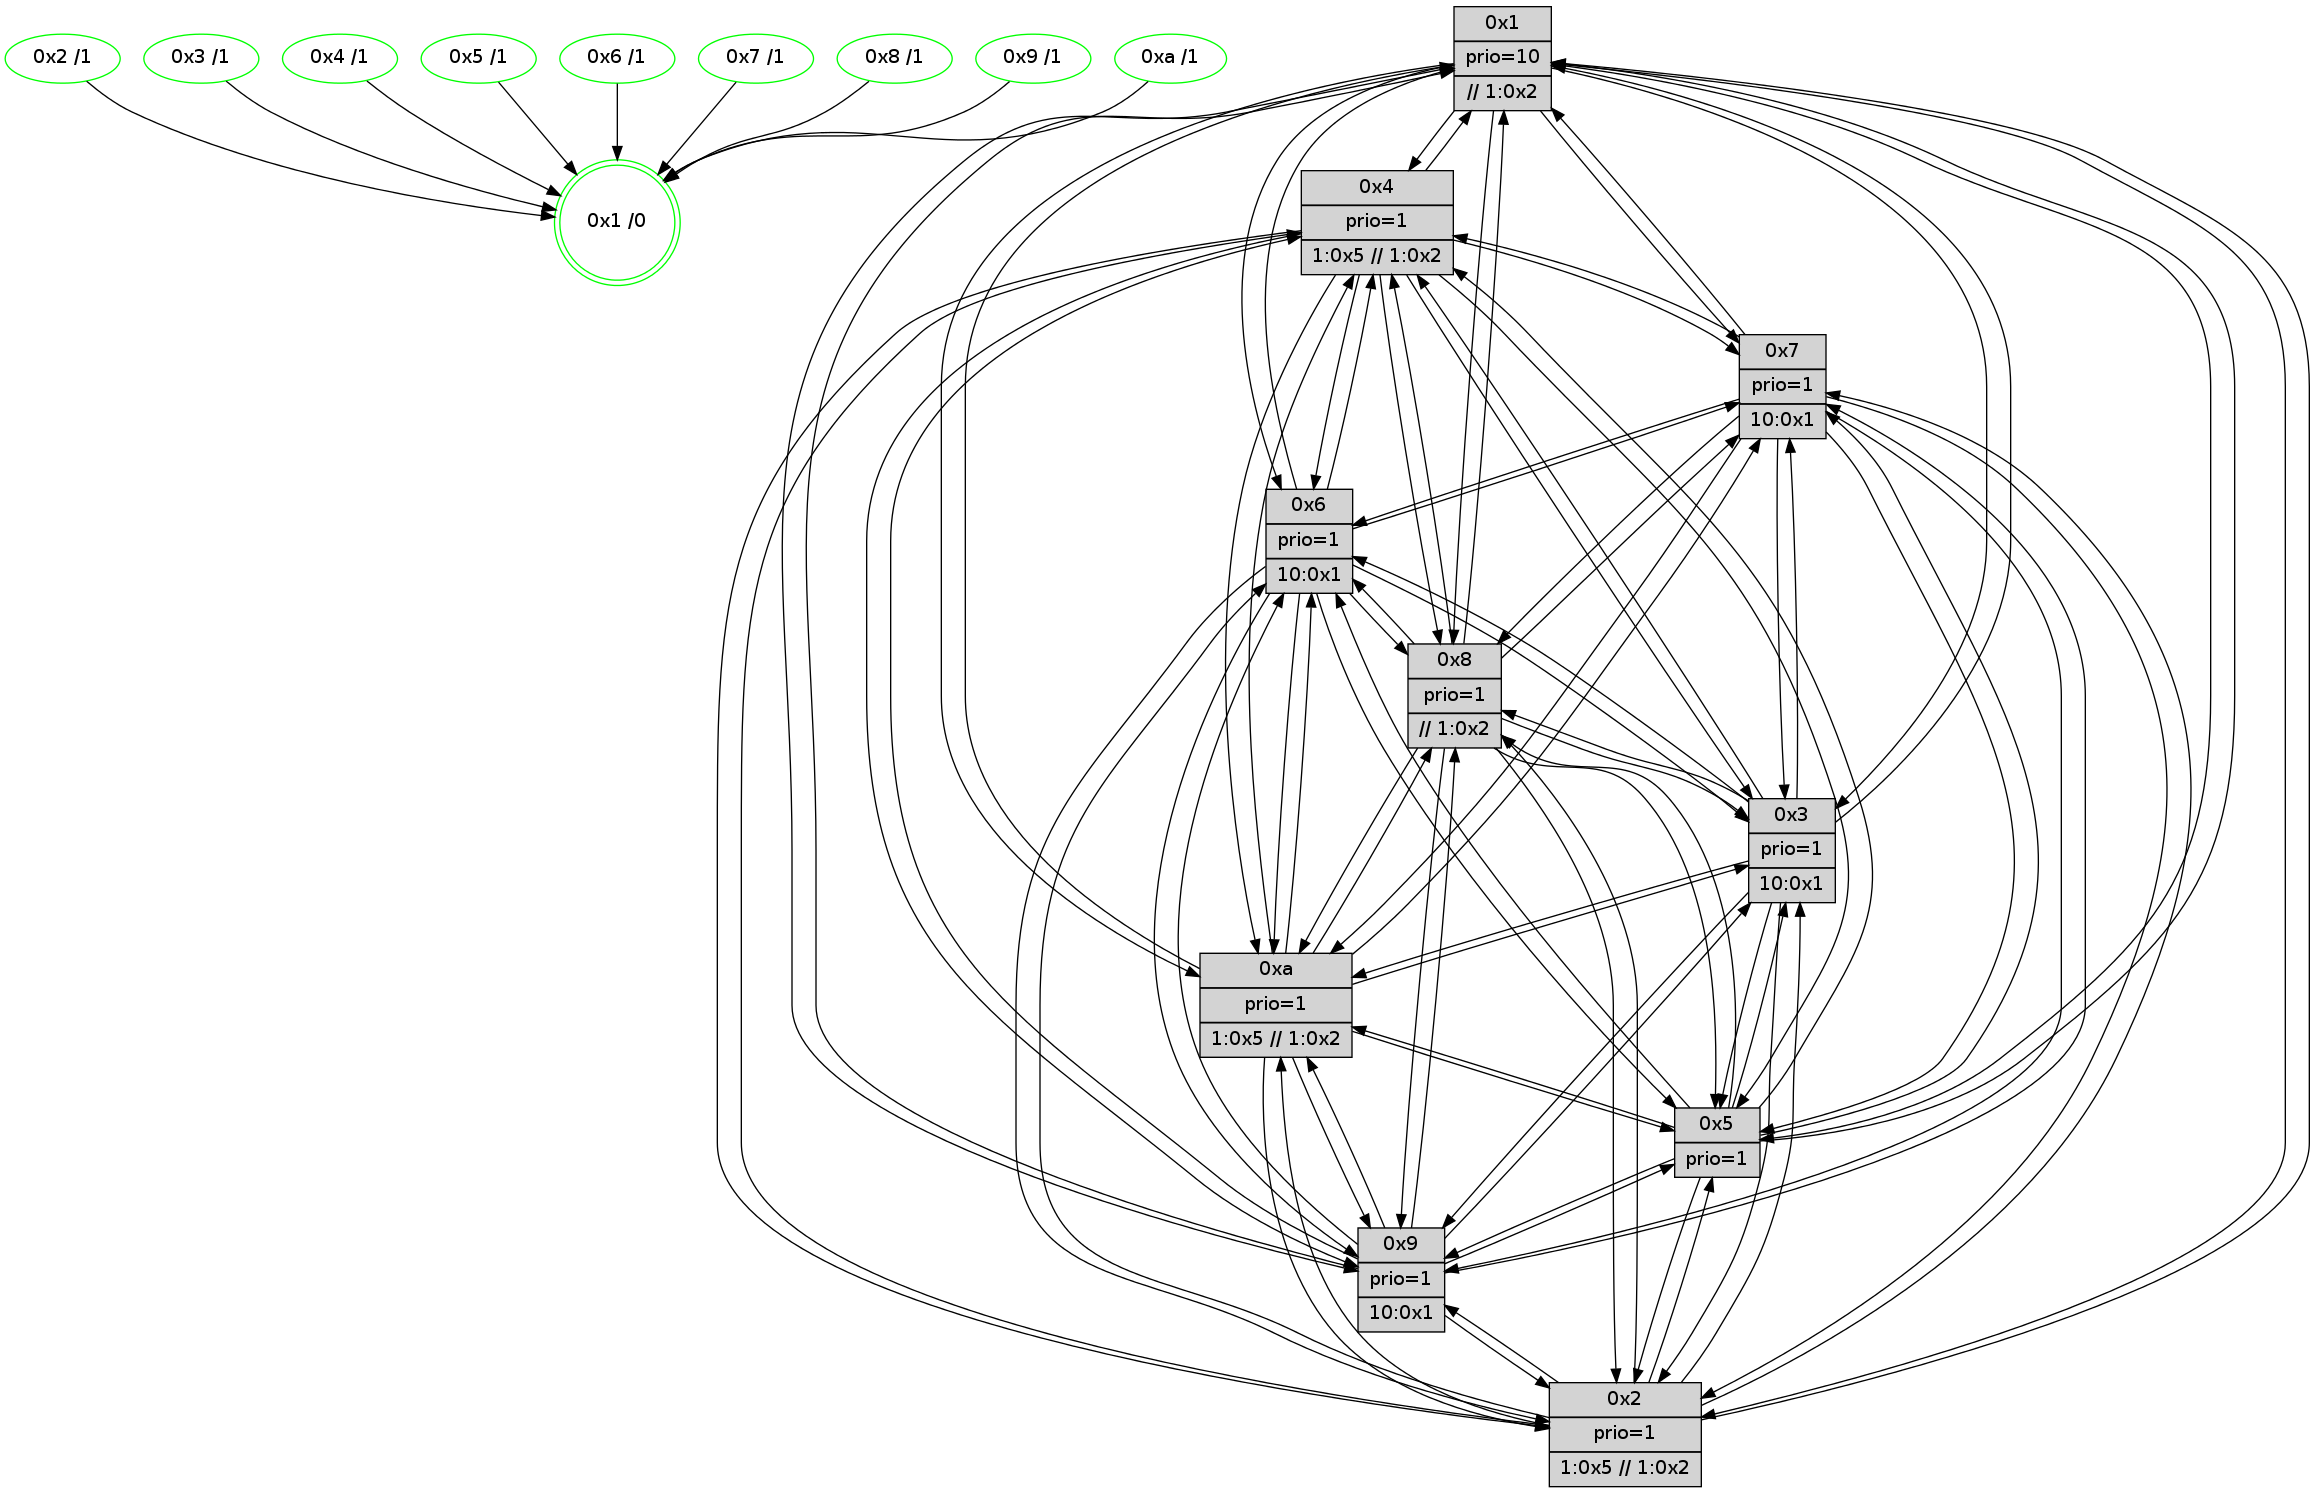 0x2 /1
0x3 /1
0x4 /1
0x5 /1
0x6 /1
0x7 /1
0x8 /1
0x9 /1
0xa /1
0x1 /0
0x1
prio=10
// 1:0x2
0x4
prio=1
1:0x5 // 1:0x2
0x7
prio=1
10:0x1
0x6
prio=1
10:0x1
0x8
prio=1
// 1:0x2
0x3
prio=1
10:0x1
0xa
prio=1
1:0x5 // 1:0x2
0x5
prio=1
0x9
prio=1
10:0x1
0x2
prio=1
1:0x5 // 1:0x2